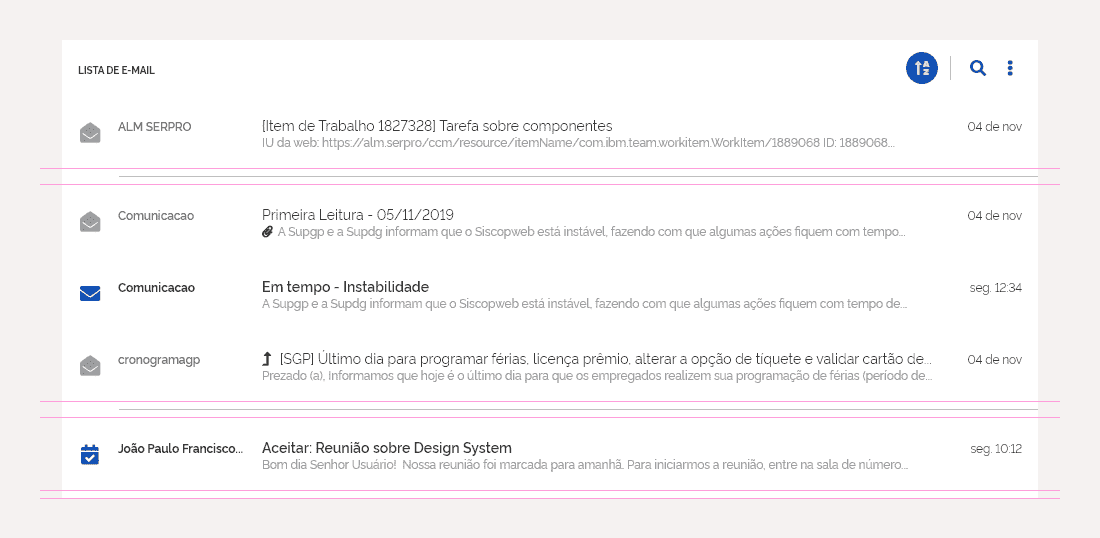 LISTA DE E-MAIL
ALM SERPRO
[Item de Trabalho 1827328] Tarefa sobre componentes
04 de nov
IU da web: https://alm.serpro/ccm/resource/itemName/com.ibm.team.workitem.WorkItem/1889068 ID: 1889068...
Comunicacao
Primeira Leitura - 05/11/2019
04 de nov
A Supgp e a Supdg informam que o Siscopweb está instável, fazendo com que algumas ações fiquem com tempo...
Comunicacao
Em tempo - Instabilidade
seg. 12:34
A Supgp e a Supdg informam que o Siscopweb está instável, fazendo com que algumas ações fiquem com tempo de...
cronogramagp
[SGP] Último dia para programar férias, licença prêmio, alterar a opção de tíquete e validar cartão de...
04 de nov
Prezado (a), Informamos que hoje é o último dia para que os empregados realizem sua programação de férias (período de...
João Paulo Francisco...
Aceitar: Reunião sobre Design System
seg. 10:12
Bom dia Senhor Usuário! Nossa reunião foi marcada para amanhã. Para iniciarmos a reunião, entre na sala de número...